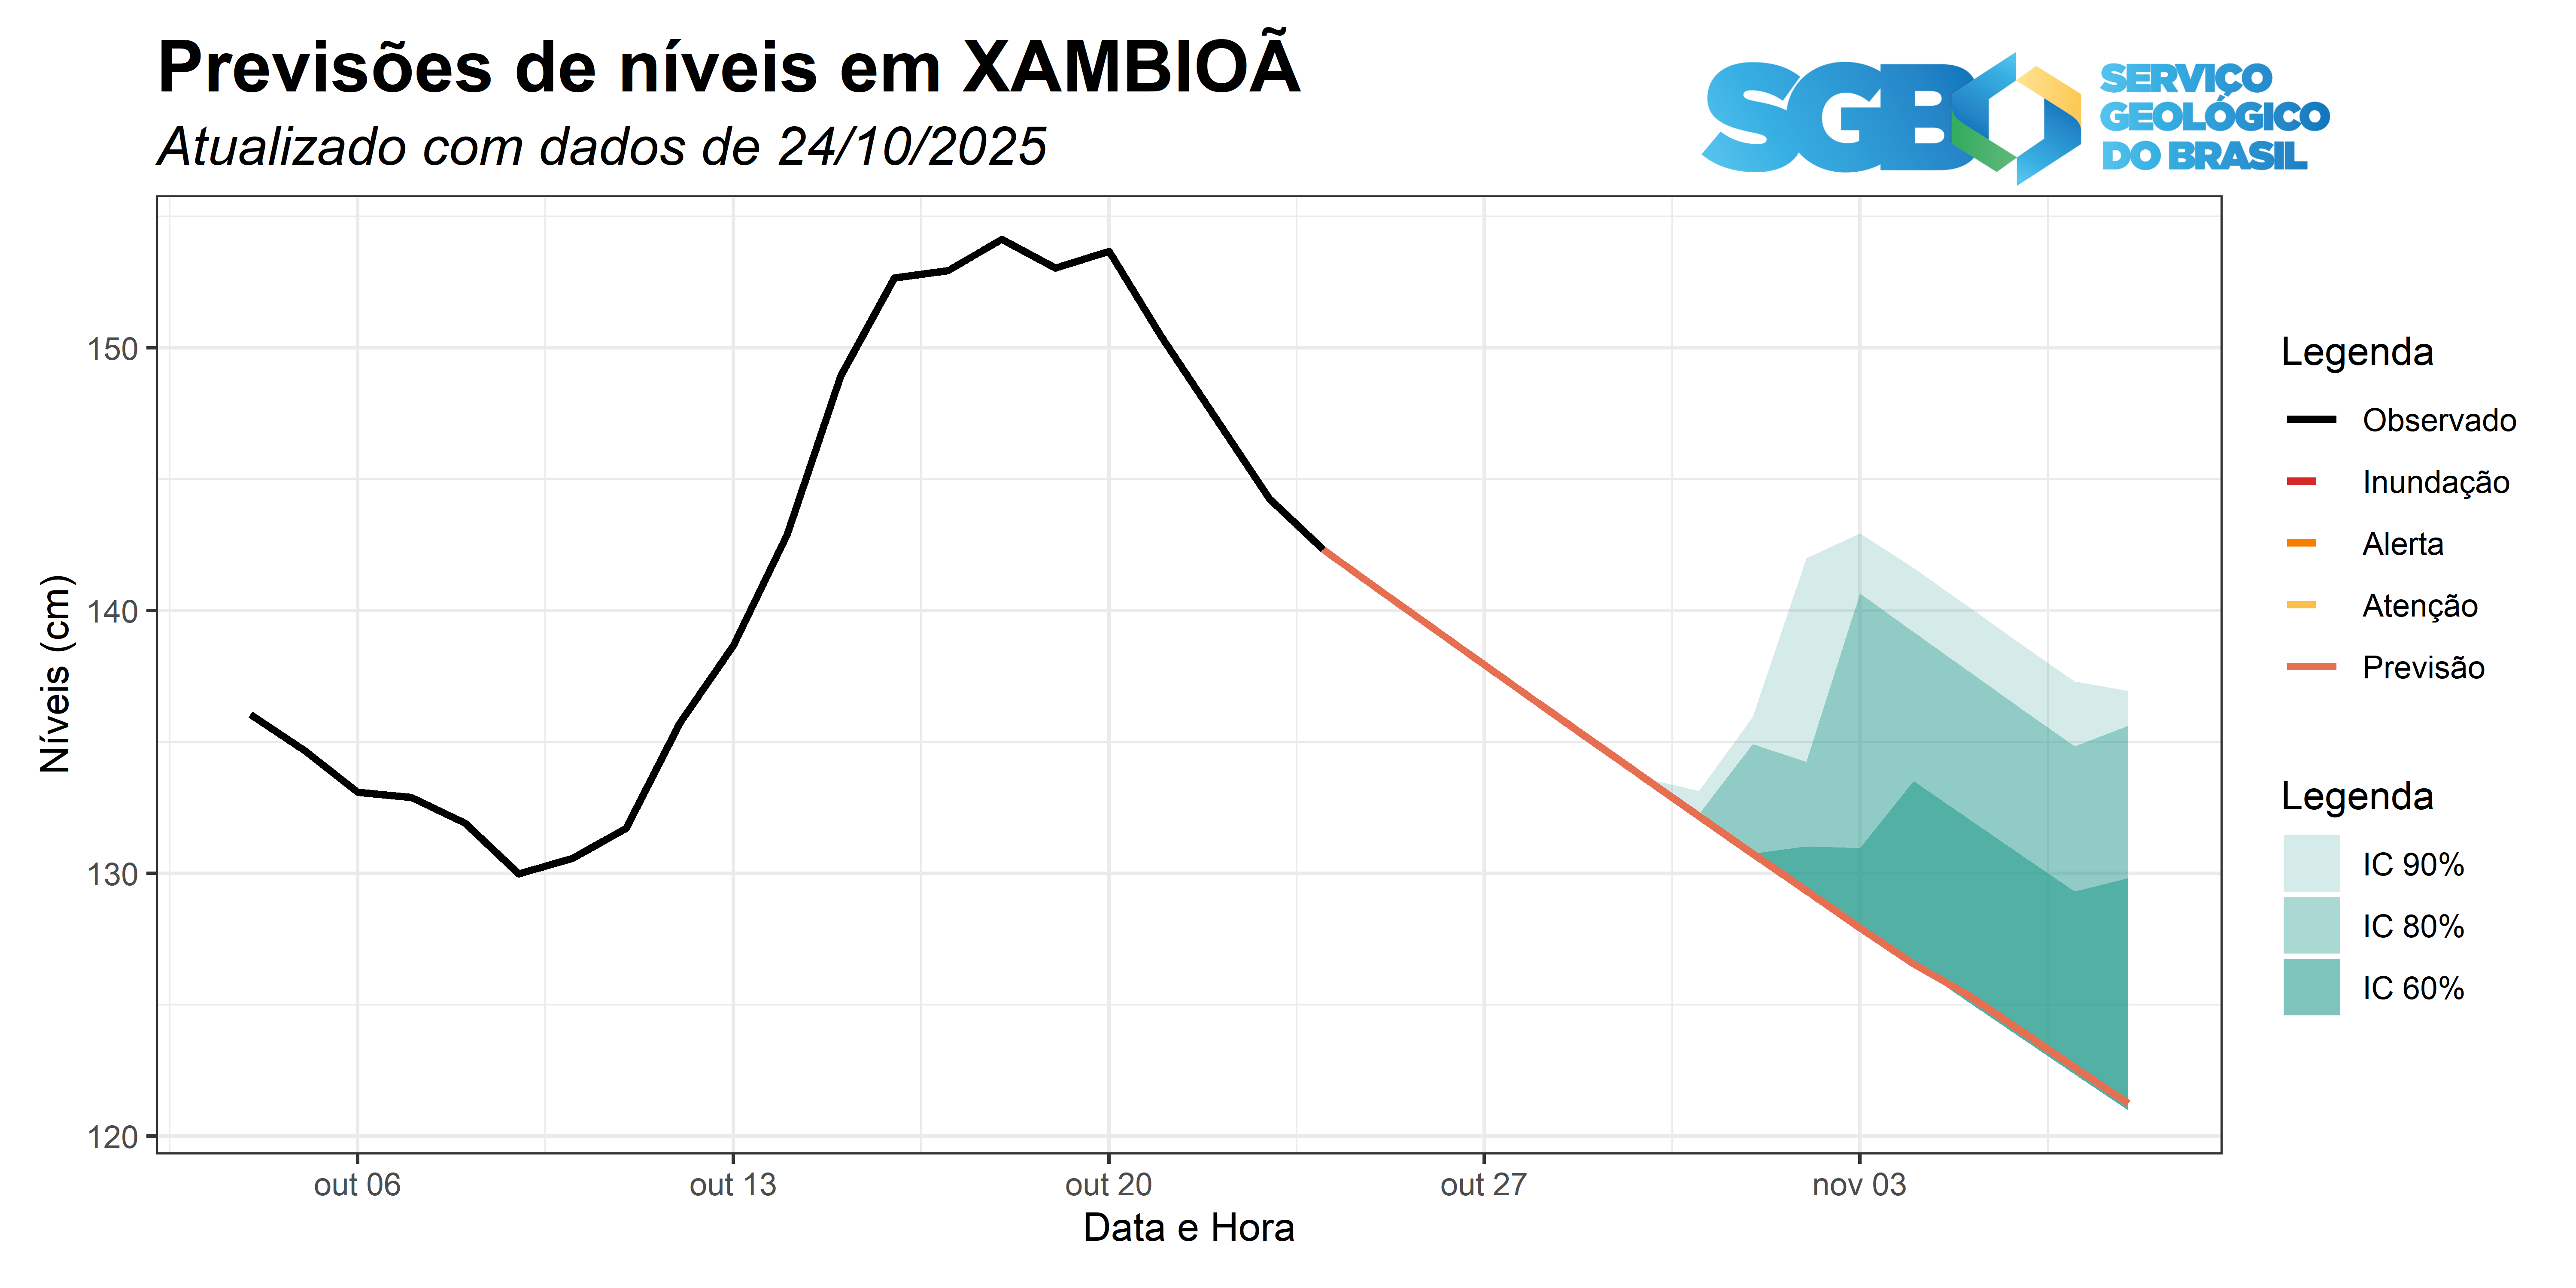 Previsões de níveis em XAMBIOÃ
Atualizado com dados de 24/10/2025
SGB
SERVIÇO
GEOLÓGICO
DO BRASIL
Níveis (cm)
150
140
130
120
out 06
out 13
out 20
out 27
nov 03
Data e Hora
Legenda
Observado
Inundação
Alerta
Atenção
Previsão
Legenda
IC 90%
IC 80%
IC 60%